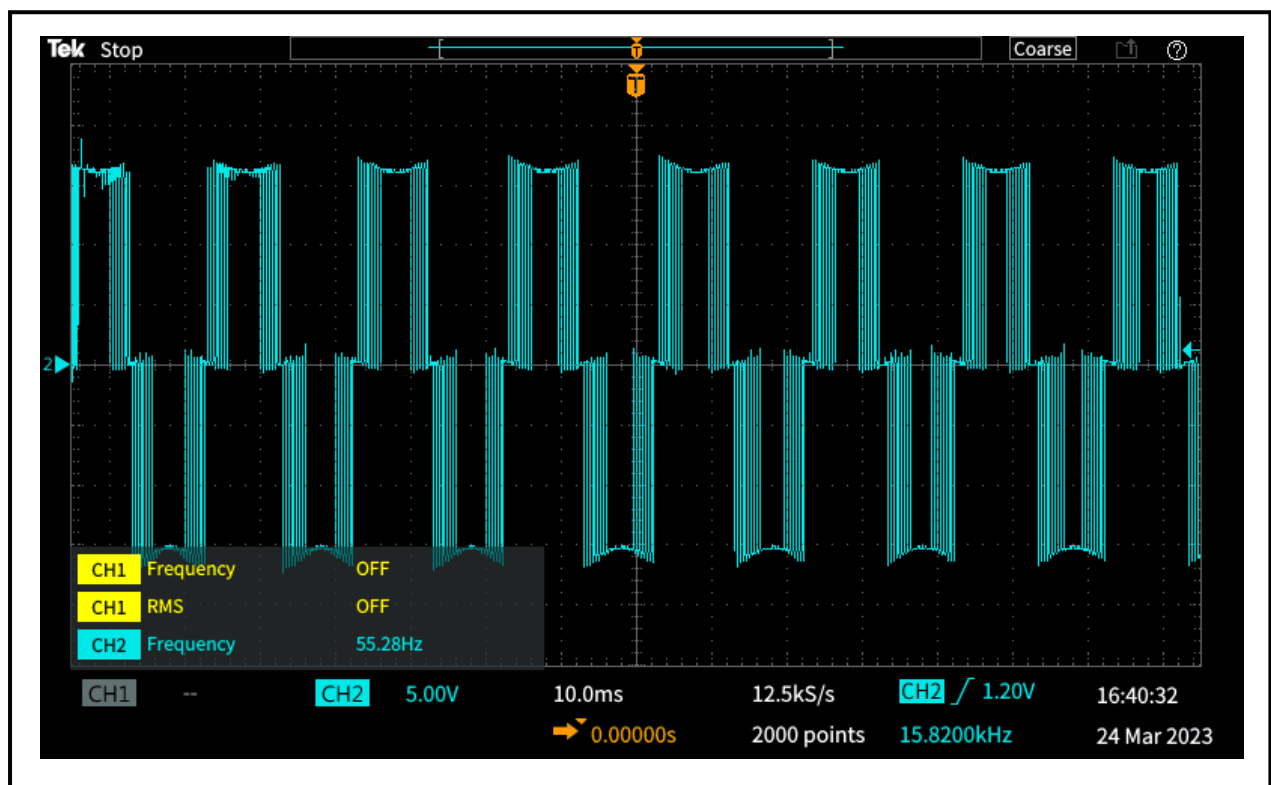 Tek Stop T Coarse ?
T
2
CH1 Frequency OFF
CH1 RMS OFF
CH2 Frequency 55.28Hz
CH1 -- CH2 5.00V 10.0ms 12.5kS/s CH2 1.20V 16:40:32
0.00000s 2000 points 15.8200kHz 24 Mar 2023